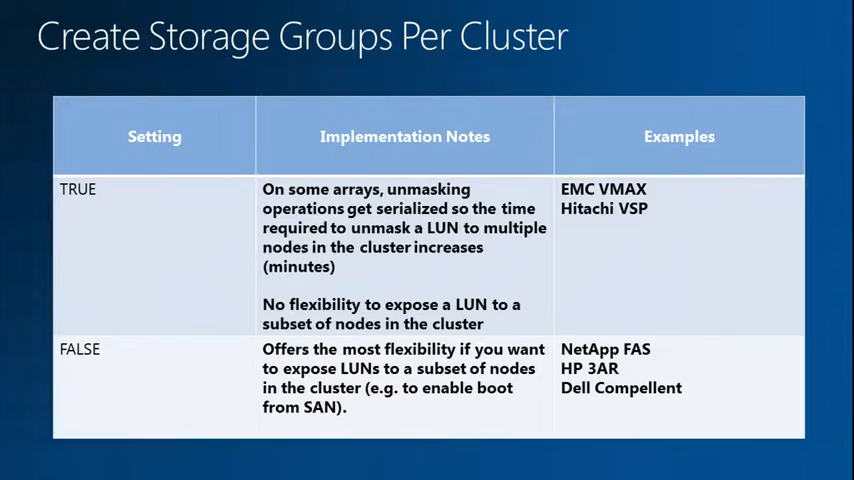 Create Storage Groups Per Cluster
Setting
Implementation Notes
Examples
TRUE
On some arrays, unmasking
operations get serialized so the time
required to unmask a LUN to multiple
nodes in the cluster increases
(minutes)
No flexibility to expose a LUN to a
subset of nodes in the cluster
EMC VMAX
Hitachi VSP
FALSE
Offers the most flexibility if you want
to expose LUNs to a subset of nodes
in the cluster (e.g. to enable boot
from SAN).
NetApp FAS
HP 3AR
Dell Compellent